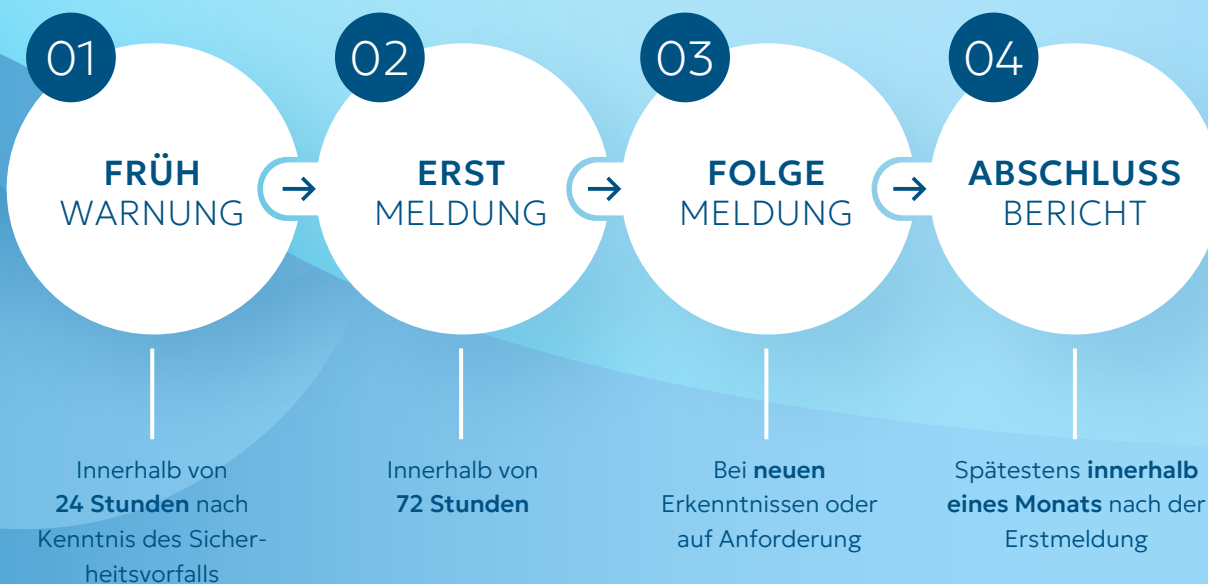 01
FRÜH
WARNUNG
Innerhalb von
24 Stunden nach
Kenntnis des Sicher-
heitsvorfalls
→
02
ERST
MELDUNG
Innerhalb von
72 Stunden
→
03
FOLGE
MELDUNG
Bei neuen
Erkenntnissen oder
auf Anforderung
→
04
ABSCHLUSS
BERICHT
Spätestens innerhalb
eines Monats nach der
Erstmeldung